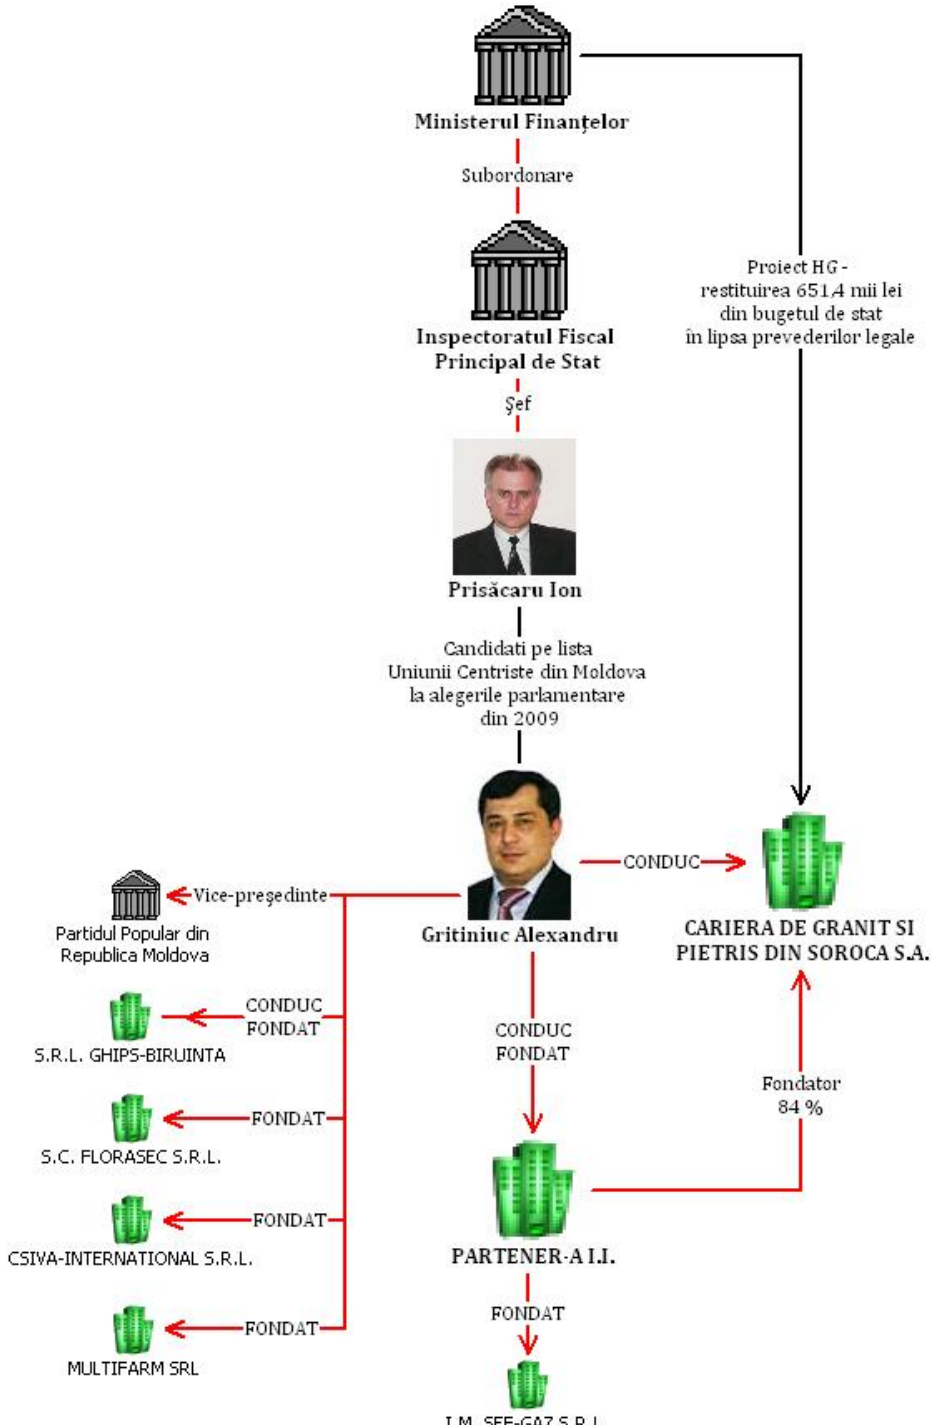 Ministerul Finanţelor
Subordonare
Proiect HG -
restituirea 651,4 mii lei
din bugetul de stat
în lipsa prevederilor legale
Inspectoratul Fiscal
Principal de Stat
Şef
Prisăcaru Ion
Candidati pe lista
Uniunii Centriste din Moldova
la alegerile parlamentare
din 2009
CONDUC
Vice-preşedinte
Partidul Popular din
Republica Moldova
Gritiniuc Alexandru
CARIERA DE GRANIT SI
PIETRIS DIN SOROCA S.A.
CONDUC
FONDAT
S.R.L. GHIPS-BIRUINTA
CONDUC
FONDAT
Fondator
84 %
FONDAT
S.C. FLORASEC S.R.L.
FONDAT
CSIVA-INTERNATIONAL S.R.L.
PARTENER-A I.I.
FONDAT
MULTIFARM SRL
FONDAT
I.M. SEE-GAZ S.R.L.